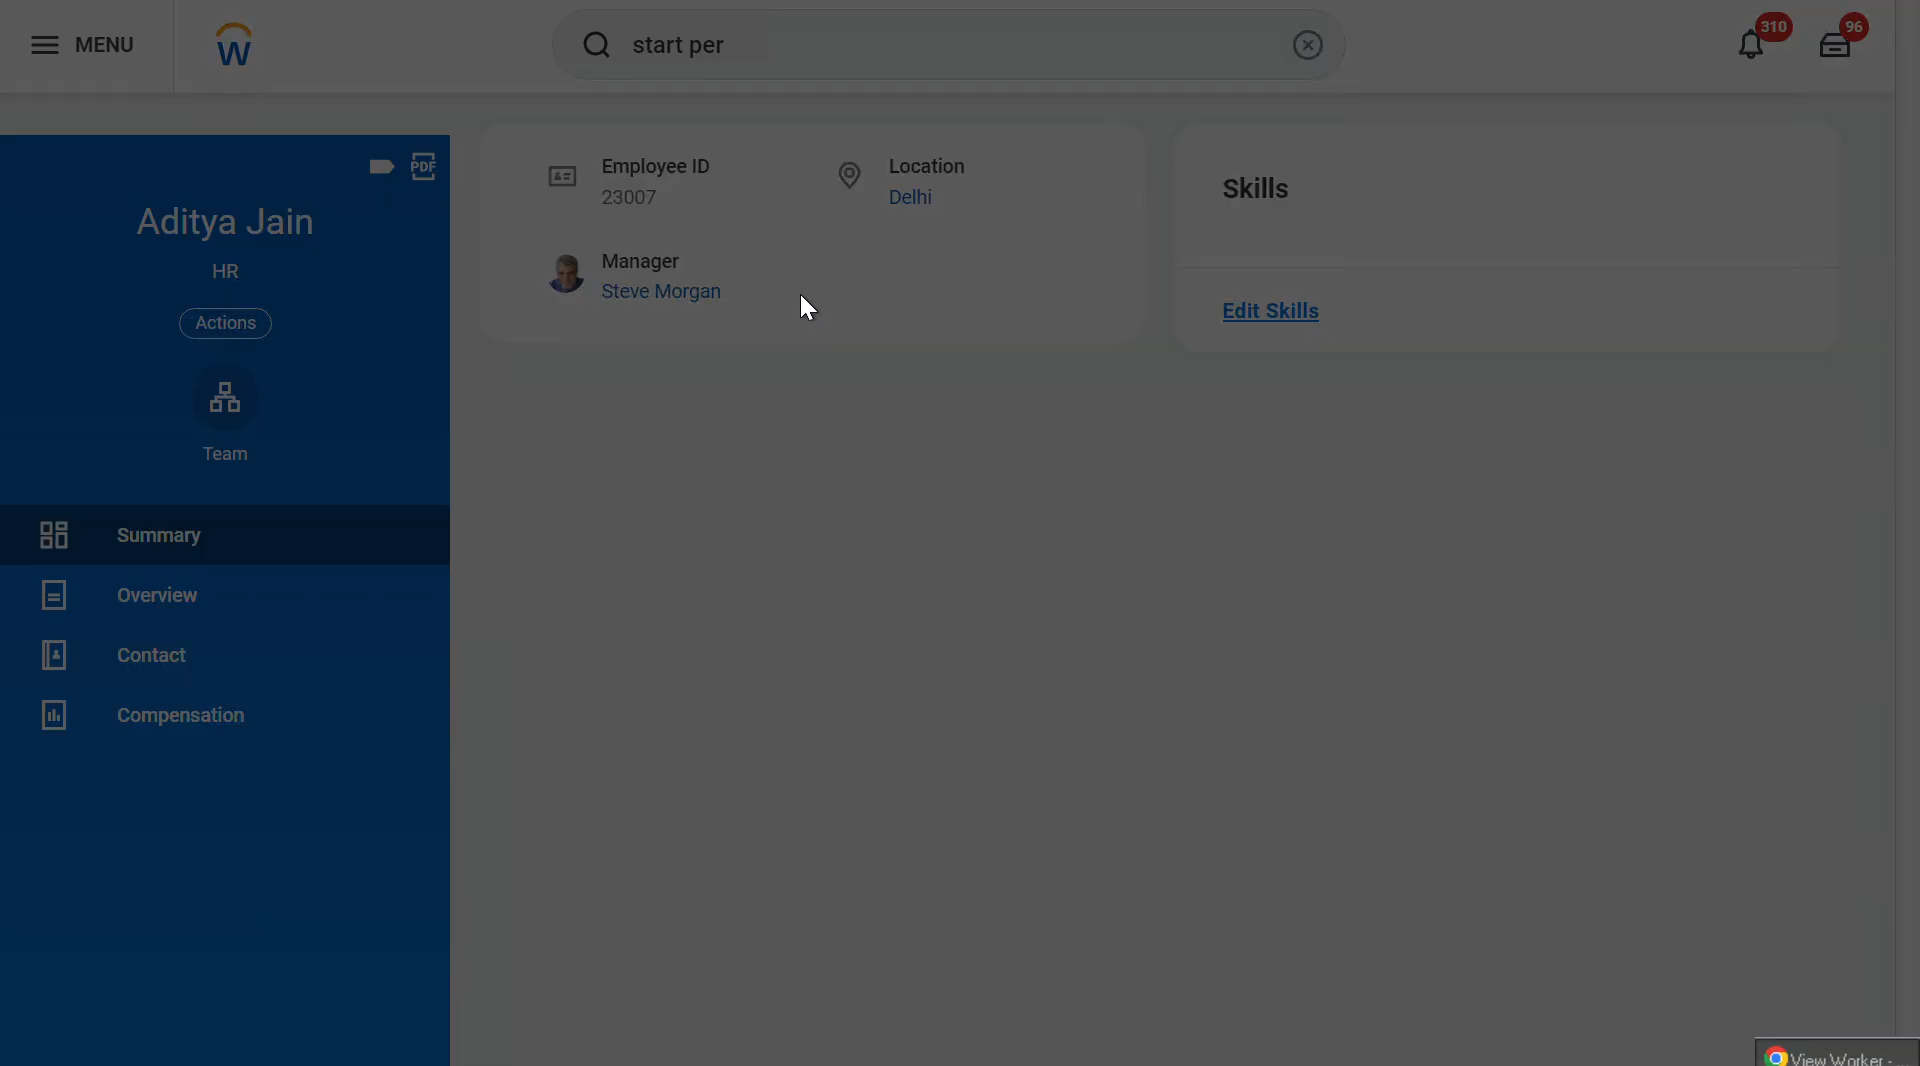 MENU
W
start per
310
96
PDF
Aditya Jain
HR
Actions
Team
Summary
Overview
Contact
Compensation
Employee ID
23007
Location
Delhi
Manager
Steve Morgan
Skills
Edit Skills
View Worker - ...